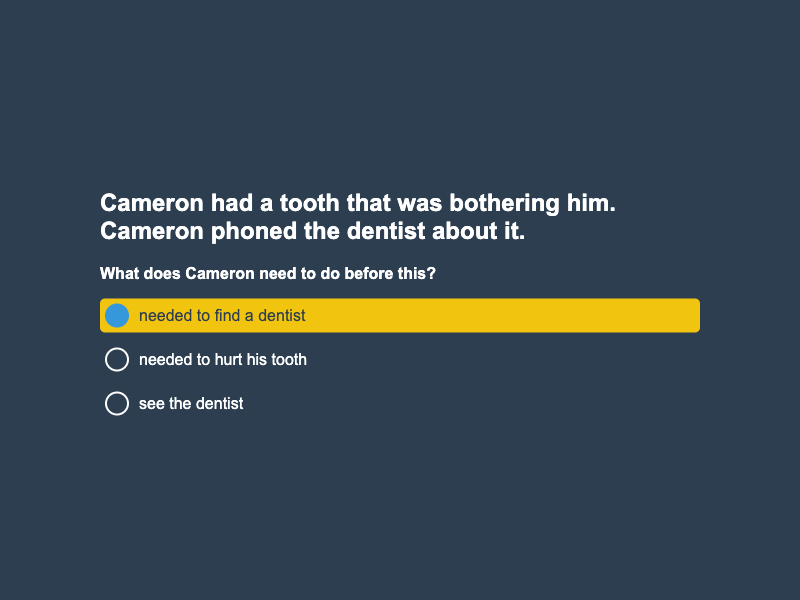 Cameron had a tooth that was bothering him.
Cameron phoned the dentist about it.
What does Cameron need to do before this?
needed to find a dentist
needed to hurt his tooth
see the dentist